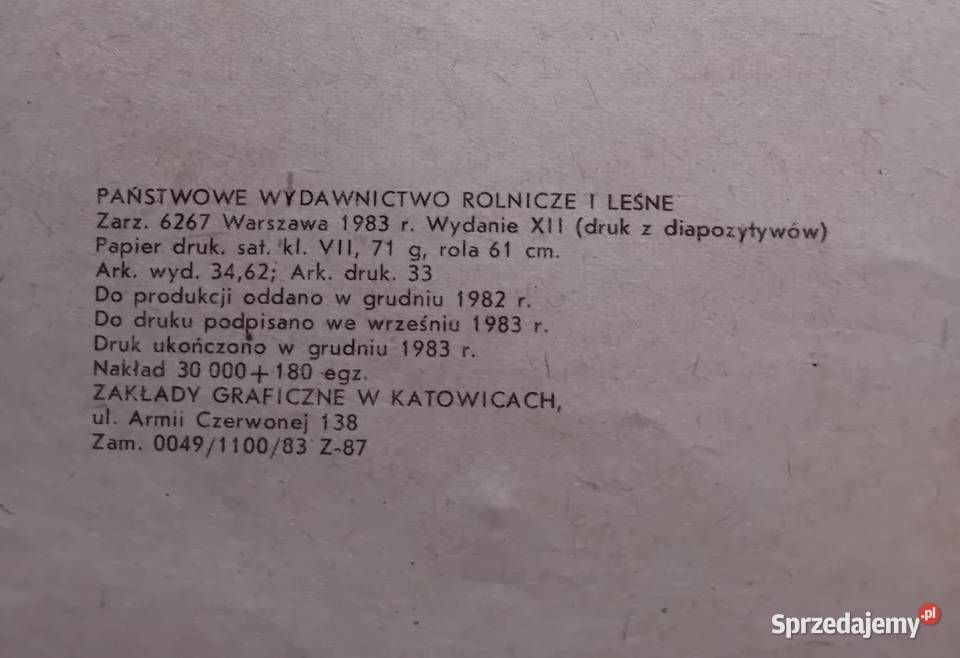 PAŃSTWOWE WYDAWNICTWO ROLNICZE I LEŚNE
Zarz. 6267 Warszawa 1983 r. Wydanie XII (druk z diapozytywów)
Papier druk. sat. kl. VII, 71 g, rola 61 cm.
Ark. wyd. 34,62; Ark. druk. 33
Do produkcji oddano w grudniu 1982 r.
Do druku podpisano we wrześniu 1983 r.
Druk ukończono w grudniu 1983 r.
Nakład 30 000+180 egz.
ZAKŁADY GRAFICZNE W KATOWICACH,
ul. Armii Czerwonej 138
Zam. 0049/1100/83 Z-87
Sprzedajemy.pl